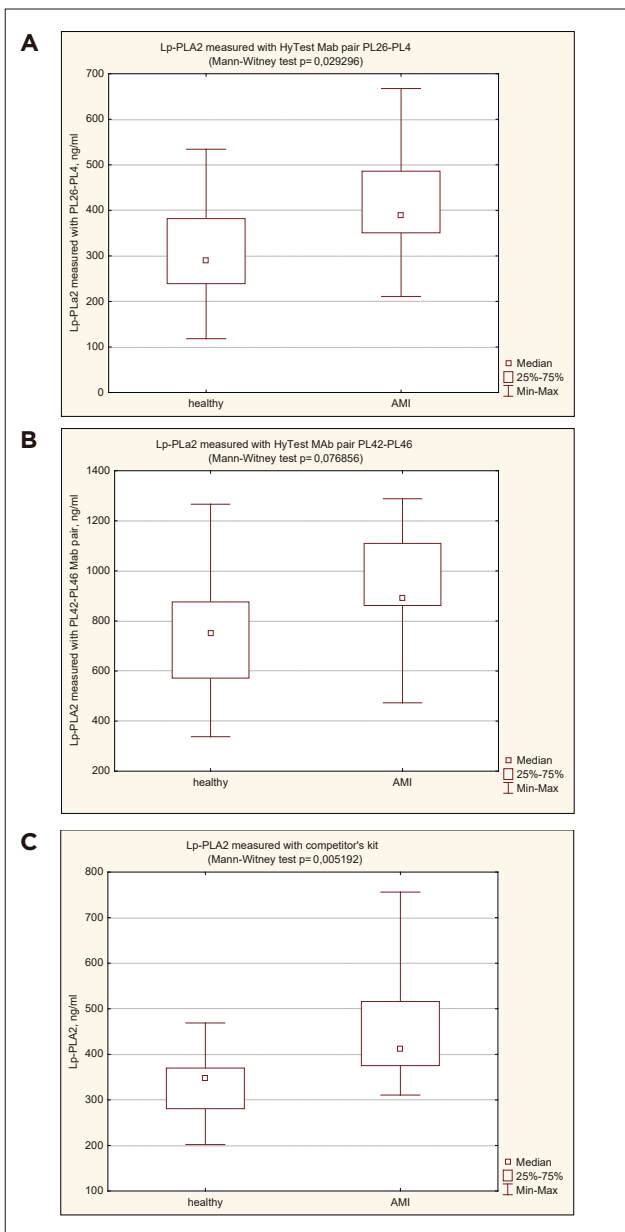 A
Lp-PLA2 measured with HyTest Mab pair PL26-PL4
(Mann-Witney test p= 0,029296)
Lp-PLa2 measured with PL26-PL4, ng/ml
700
600
500
400
300
200
100
0
healthy
AMI
Median
25%-75%
Min-Max
B
Lp-PLa2 measured with HyTest MAb pair PL42-PL46
(Mann-Witney test p= 0,076856)
Lp-PLA2 measured with PL42-PL46 Mab pair, ng/ml
1400
1200
1000
800
600
400
200
healthy
AMI
Median
25%-75%
Min-Max
C
Lp-PLA2 measured with competitor's kit
(Mann-Witney test p= 0,005192)
Lp-PLA2, ng/ml
800
700
600
500
400
300
200
100
healthy
AMI
Median
25%-75%
Min-Max